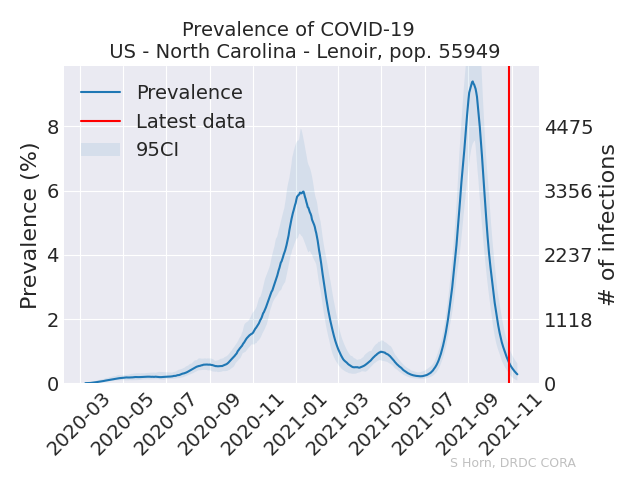 Prevalence of COVID-19
US - North Carolina - Lenoir, pop. 55949
Prevalence
Latest data
95CI
Prevalence (%)
8
6
4
2
0
4475
3356
2237
1118
0
# of infections
2020-03
2020-05
2020-07
2020-09
2020-11
2021-01
2021-03
2021-05
2021-07
2021-09
2021-11
S Horn, DRDC CORA